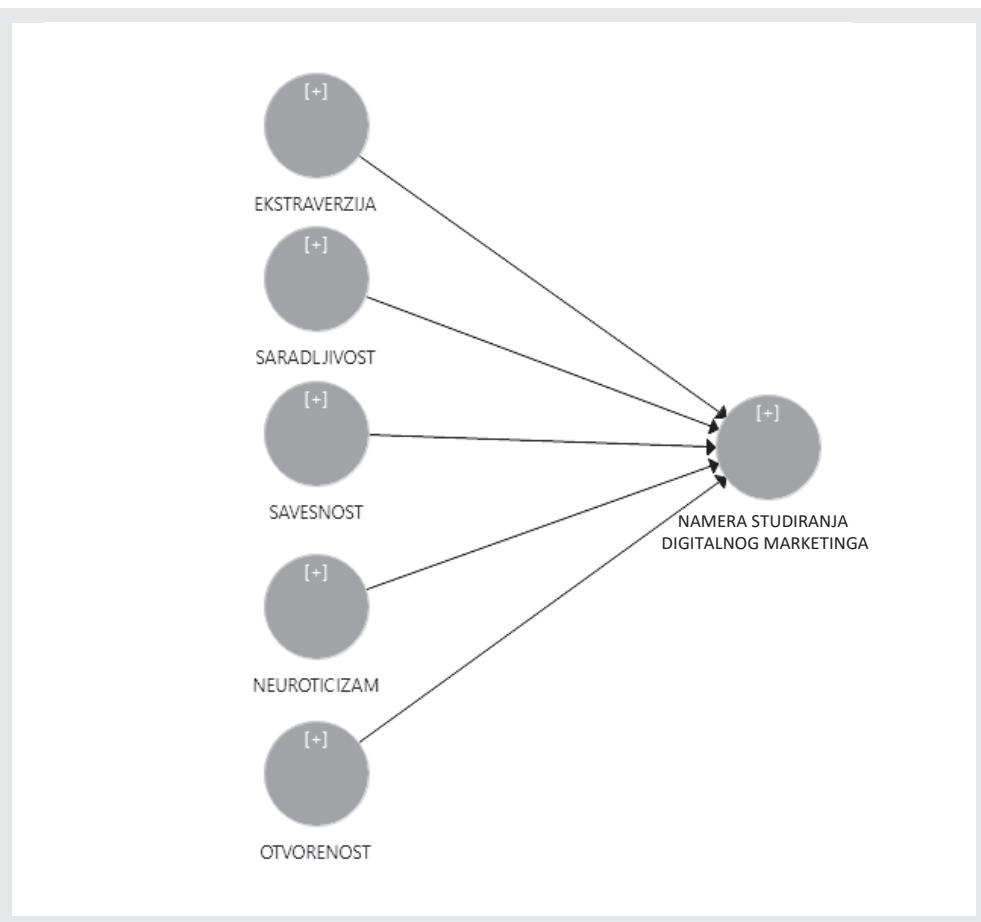 [+]
EKSTRAVERZIJA
[+]
SARADLJIVOST
[+]
SAVESNOST
[+]
NEUROTICIZAM
[+]
OTVORENOST
[+]
NAMERA STUDIRANJA
DIGITALNOG MARKETINGA